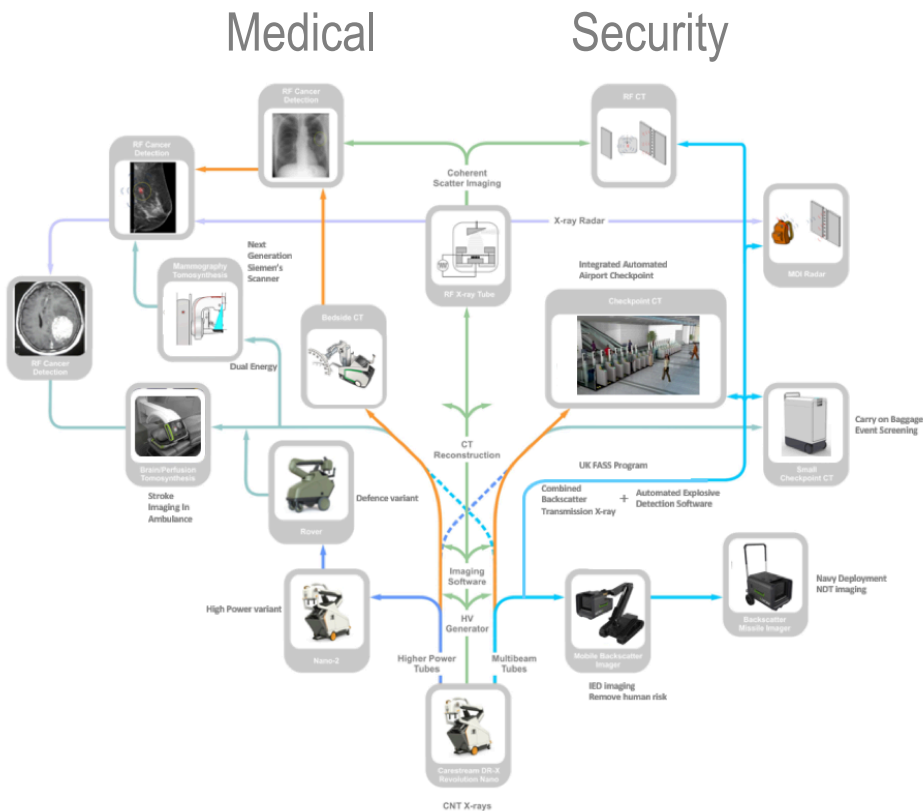 Medical
Security
RF Cancer
Detection
RF CT
RF Cancer
Detection
Coherent
Scatter Imaging
X-ray Radar
Next
Generation
Siemen's
Scanner
Mammography
Tomosynthesis
RF X-ray Tube
Integrated Automated
Airport Checkpoint
MDI Radar
Checkpoint CT
Bedside CT
RF Cancer
Detection
Dual Energy
Carry on Baggage
Event Screening
CT
Reconstruction
Brain/Perfusion
Tomosynthesis
UK FASS Program
Small
Checkpoint CT
Stroke
Imaging In
Ambulance
Defence variant
Combined
Backscatter
Transmission X-ray
+
Automated Explosive
Detection Software
Rover
Imaging
Software
Navy Deployment
NDT imaging
High Power variant
HV
Generator
Backscatter
Missile Imager
Nano-2
Higher Power
Tubes
Multibeam
Tubes
Mobile Backscatter
Imager
IED imaging
Remove human risk
Carestream DR-X
Revolution Nano
CNT X-rays